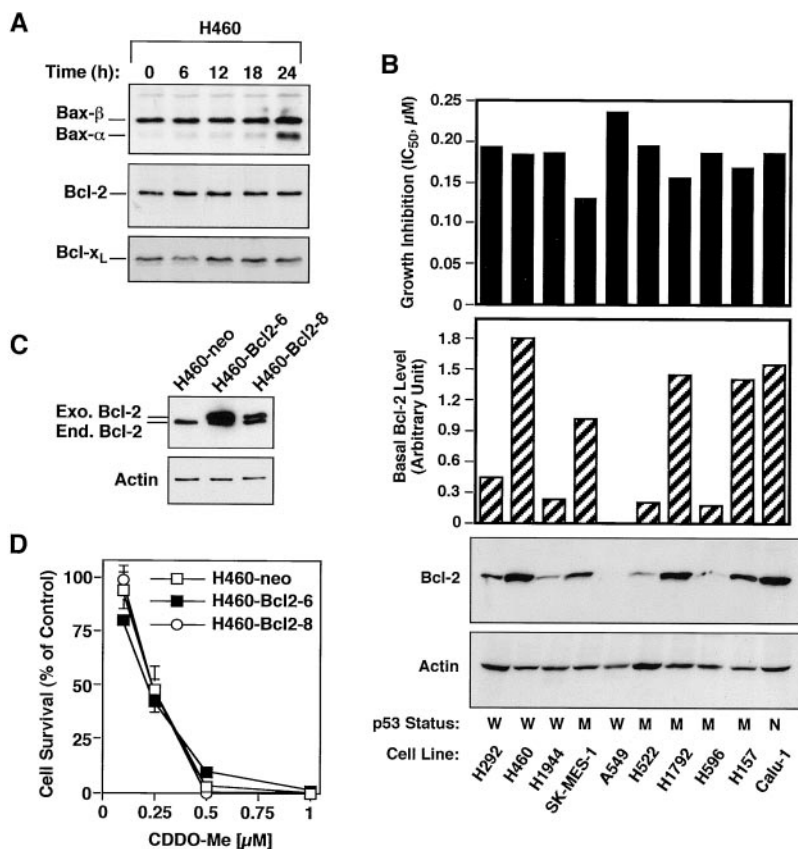 A
H460
Time (h): 0 6 12 18 24
Bax-β
Bax-α
Bcl-2
Bcl-xL
B
Growth Inhibition (IC50, μM)
0.25
0.20
0.15
0.10
0.05
0
Basal Bcl-2 Level
(Arbitrary Unit)
1.8
1.5
1.2
0.9
0.6
0.3
0
Bcl-2
Actin
p53 Status: W W W M W M M M M N
Cell Line: H292 H460 H1944 SK-MES-1 A549 H522 H1792 H596 H157 Calu-1
C
H460-neo H460-Bcl2-6 H460-Bcl2-8
Exo. Bcl-2
End. Bcl-2
Actin
D
Cell Survival (% of Control)
100
75
50
25
0
H460-neo
H460-Bcl2-6
H460-Bcl2-8
0 0.25 0.5 0.75 1
CDDO-Me [μM]